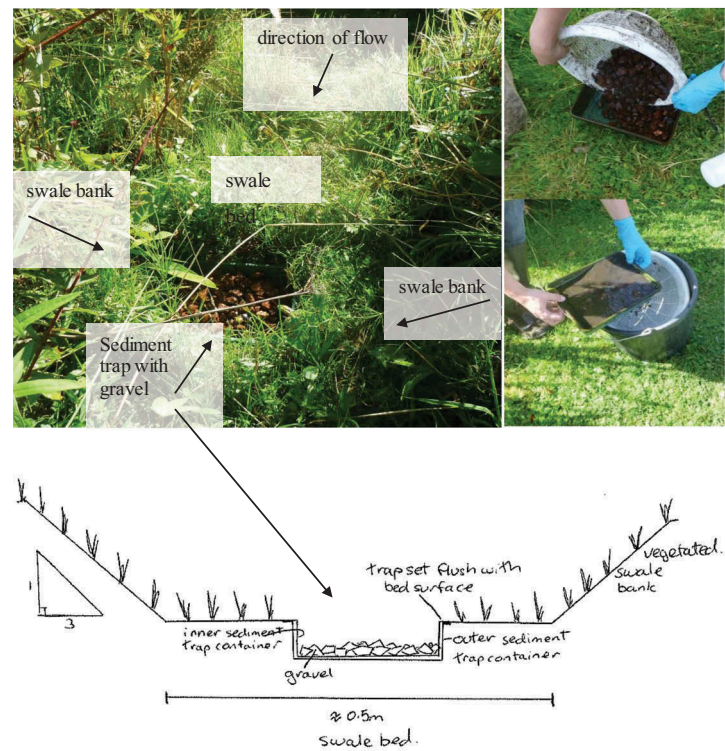 direction of flow
swale bank
swale
bed
swale bank
Sediment
trap with
gravel
trap set flush with
bed surface
vegetated.
swale
bank
1
3
inner sediment
trap container
outer sediment
trap container
gravel
≈ 0.5m
swale bed.